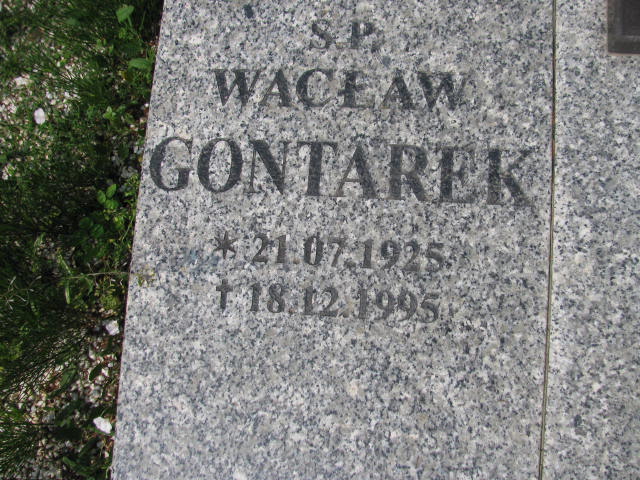 Ś.P.
WACŁAW
GONTAREK
* 21.07.1925
† 18.12.1995